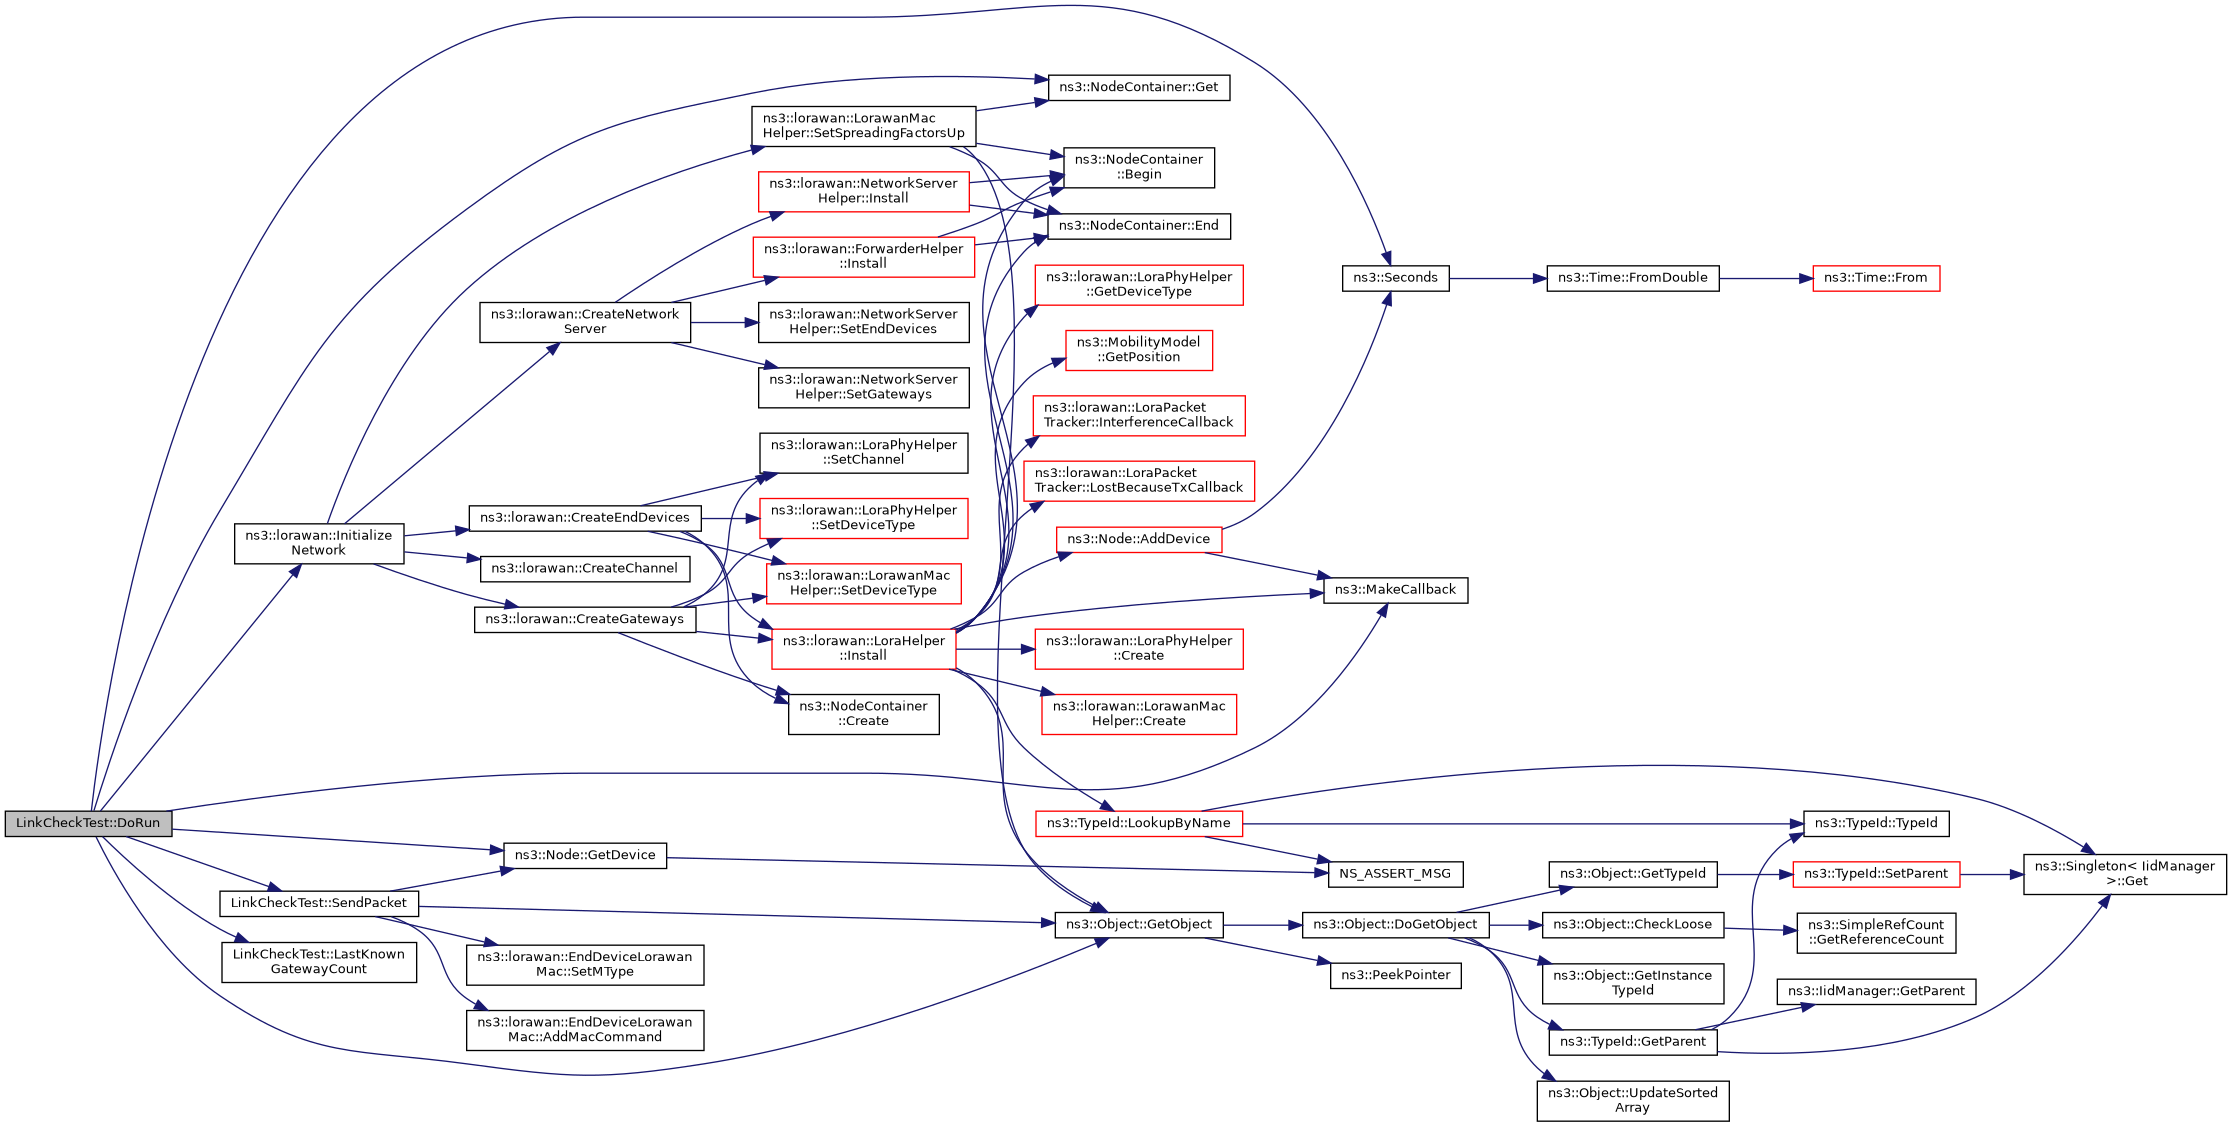 ns3::NodeContainer::Get
ns3::lorawan::LorawanMac
Helper::SetSpreadingFactorsUp
ns3::NodeContainer
::Begin
ns3::lorawan::NetworkServer
Helper::Install
ns3::NodeContainer::End
ns3::lorawan::ForwarderHelper
::Install
ns3::lorawan::LoraPhyHelper
::GetDeviceType
ns3::Seconds
ns3::Time::FromDouble
ns3::Time::From
ns3::lorawan::CreateNetwork
Server
ns3::lorawan::NetworkServer
Helper::SetEndDevices
ns3::MobilityModel
::GetPosition
ns3::lorawan::NetworkServer
Helper::SetGateways
ns3::lorawan::LoraPacket
Tracker::InterferenceCallback
ns3::lorawan::LoraPhyHelper
::SetChannel
ns3::lorawan::LoraPacket
Tracker::LostBecauseTxCallback
ns3::lorawan::CreateEndDevices
ns3::lorawan::LoraPhyHelper
::SetDeviceType
ns3::lorawan::Initialize
Network
ns3::Node::AddDevice
ns3::lorawan::CreateChannel
ns3::lorawan::LorawanMac
Helper::SetDeviceType
ns3::MakeCallback
ns3::lorawan::CreateGateways
ns3::lorawan::LoraHelper
::Install
ns3::lorawan::LoraPhyHelper
::Create
ns3::NodeContainer
::Create
ns3::lorawan::LorawanMac
Helper::Create
LinkCheckTest::DoRun
ns3::TypeId::LookupByName
ns3::TypeId::TypeId
ns3::Node::GetDevice
NS_ASSERT_MSG
ns3::Object::GetTypeId
ns3::TypeId::SetParent
ns3::Singleton< IidManager
>::Get
LinkCheckTest::SendPacket
ns3::Object::GetObject
ns3::Object::DoGetObject
ns3::Object::CheckLoose
ns3::SimpleRefCount
::GetReferenceCount
LinkCheckTest::LastKnown
GatewayCount
ns3::lorawan::EndDeviceLorawan
Mac::SetMType
ns3::PeekPointer
ns3::Object::GetInstance
TypeId
ns3::IidManager::GetParent
ns3::lorawan::EndDeviceLorawan
Mac::AddMacCommand
ns3::TypeId::GetParent
ns3::Object::UpdateSorted
Array